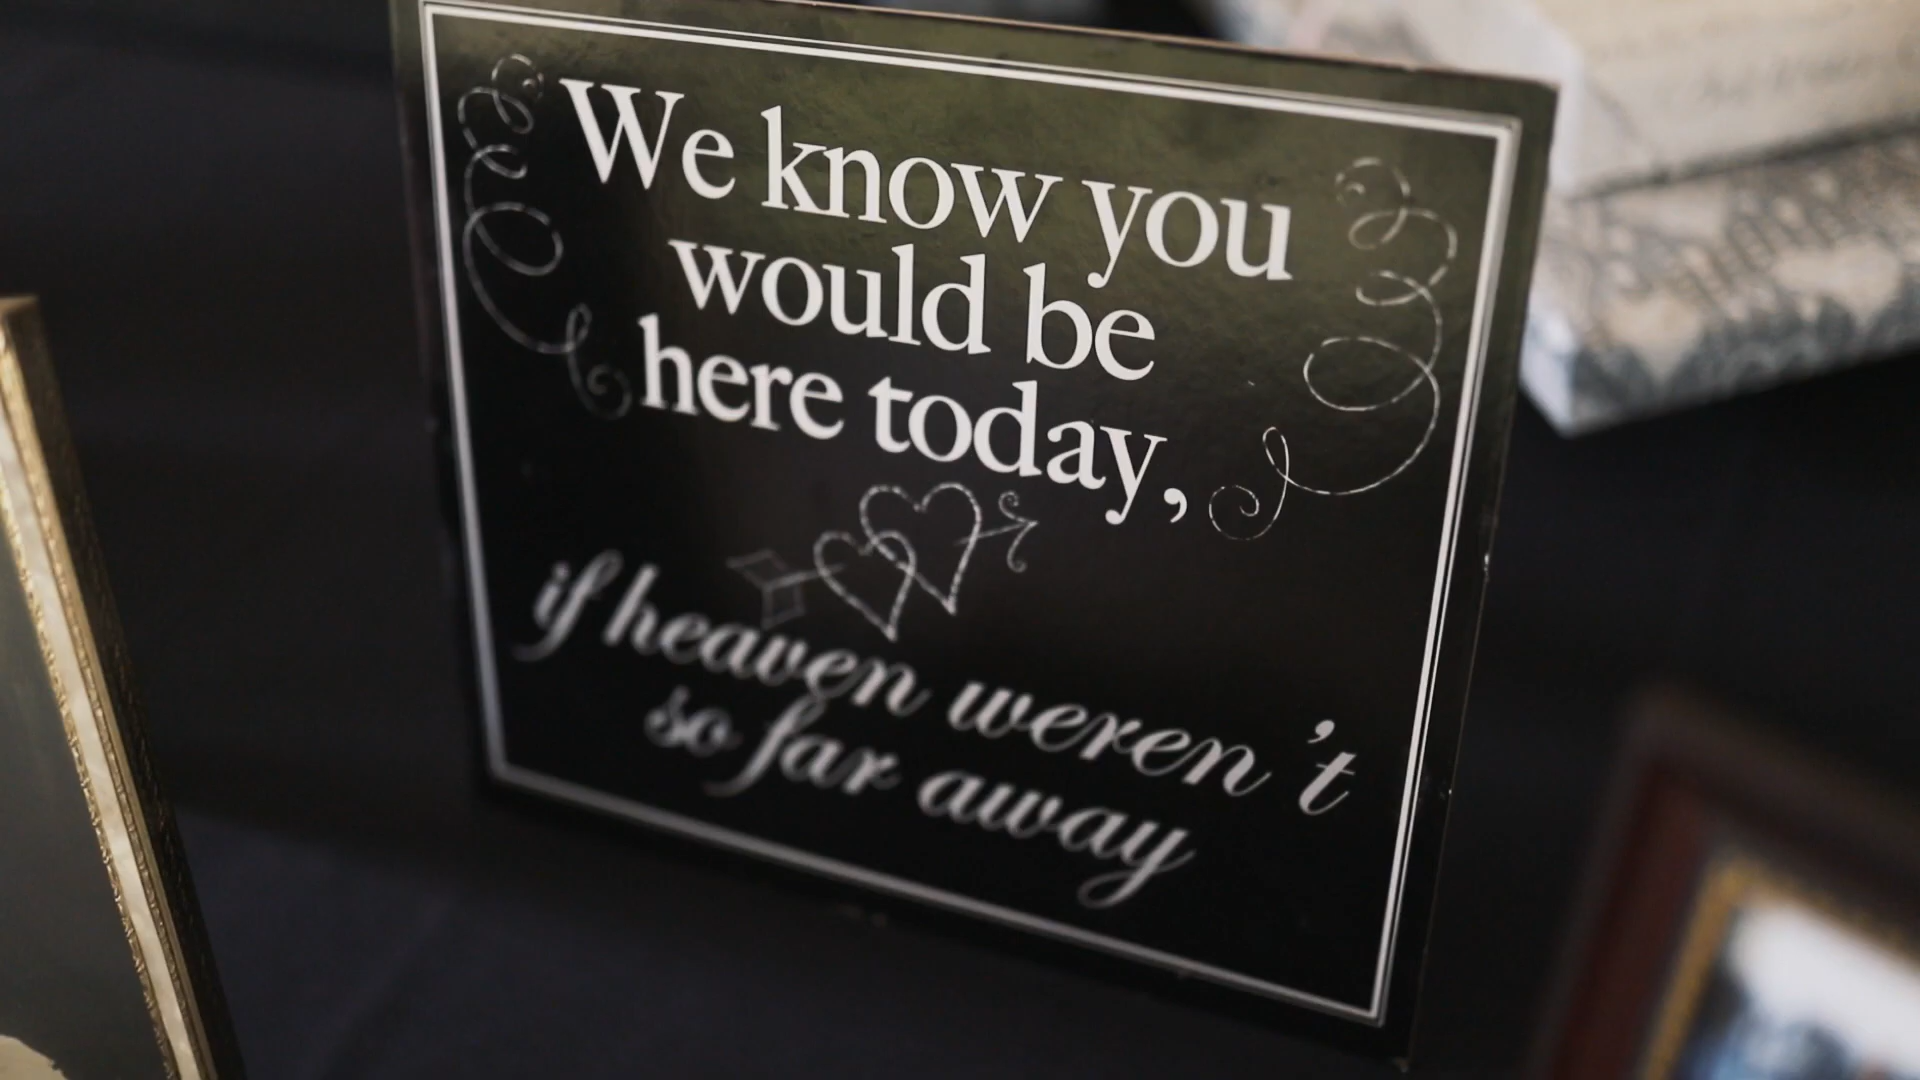 We know you
would be
here today,
if heaven weren't
so far away